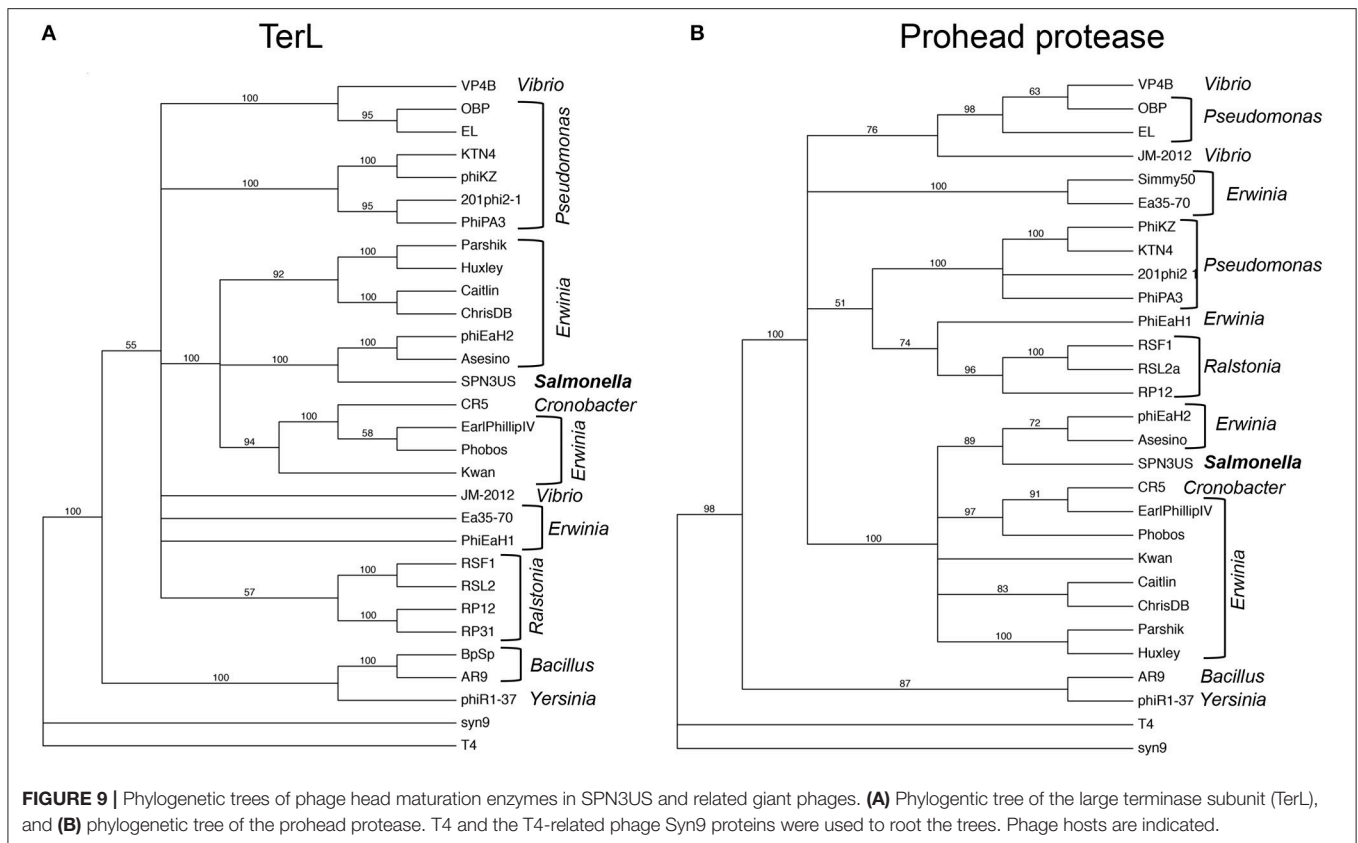 A
TerL
VP4B Vibrio
100
OBP
95
EL
KTN4
100
phiKZ
100
201phi2-1
95
PhiPA3
Pseudomonas
Parshik
100
Huxley
92
Caitlin
100
ChrisDB
phiEaH2
100
Asesino
100
Erwinia
55
100
SPN3US Salmonella
CR5 Cronobacter
100
EarlPhillipIV
58
Phobos
94
Kwan
Erwinia
JM-2012 Vibrio
100
Ea35-70
PhiEaH1
Erwinia
RSF1
100
RSL2
57
RP12
100
RP31
Ralstonia
BpSp
100
AR9
Bacillus
100
phiR1-37 Yersinia
syn9
T4
B
Prohead protease
VP4B Vibrio
63
OBP
98
EL
Pseudomonas
76
JM-2012 Vibrio
Simmy50
100
Ea35-70
Erwinia
PhiKZ
100
KTN4
100
201phi2 1
PhiPA3
Pseudomonas
51
100
PhiEaH1 Erwinia
74
RSF1
100
RSL2a
96
RP12
Ralstonia
phiEaH2
72
Asesino
89
Erwinia
SPN3US Salmonella
CR5 Cronobacter
91
EarlPhillipIV
97
Phobos
100
Kwan
Caitlin
83
ChrisDB
Parshik
100
Huxley
Erwinia
98
AR9 Bacillus
87
phiR1-37 Yersinia
T4
syn9
FIGURE 9 | Phylogenetic trees of phage head maturation enzymes in SPN3US and related giant phages. (A) Phylogentic tree of the large terminase subunit (TerL),
and (B) phylogenetic tree of the prohead protease. T4 and the T4-related phage Syn9 proteins were used to root the trees. Phage hosts are indicated.